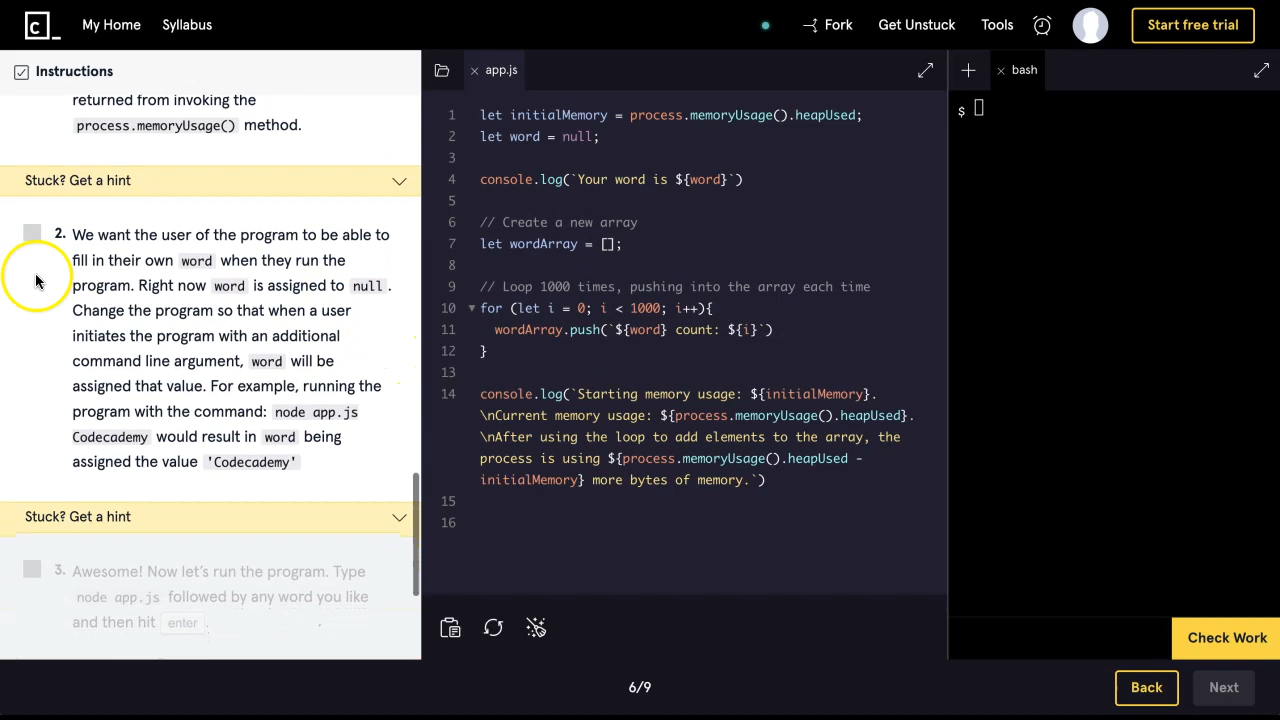 c_
My Home
Syllabus
Fork
Get Unstuck
Tools
Start free trial
Instructions
returned from invoking the
process.memoryUsage() method.
Stuck? Get a hint
2. We want the user of the program to be able to
fill in their own word when they run the
program. Right now word is assigned to null.
Change the program so that when a user
initiates the program with an additional
command line argument, word will be
assigned that value. For example, running the
program with the command: node app.js
Codecademy would result in word being
assigned the value 'Codecademy'
Stuck? Get a hint
3. Awesome! Now let's run the program. Type
node app.js followed by any word you like
and then hit enter.
app.js
1 let initialMemory = process.memoryUsage().heapUsed;
2 let word = null;
3
4 console.log(`Your word is ${word}`)
5
6 // Create a new array
7 let wordArray = [];
8
9 // Loop 1000 times, pushing into the array each time
10 for (let i = 0; i < 1000; i++){
11 wordArray.push(`${word} count: ${i}`)
12 }
13
14 console.log(`Starting memory usage: ${initialMemory}.
\nCurrent memory usage: ${process.memoryUsage().heapUsed}.
\nAfter using the loop to add elements to the array, the
process is using ${process.memoryUsage().heapUsed -
initialMemory} more bytes of memory.`)
15
16
bash
$
Check Work
6/9
Back
Next